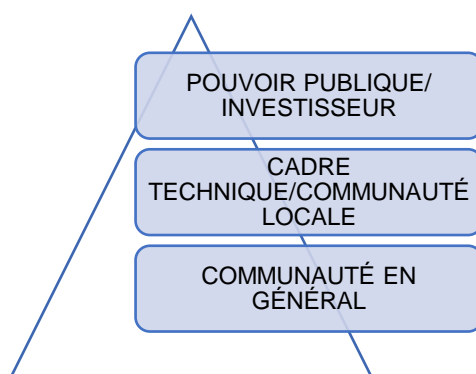 POUVOIR PUBLIQUE/
INVESTISSEUR
CADRE
TECHNIQUE/COMMUNAUTÉ
LOCALE
COMMUNAUTÉ EN
GÉNÉRAL